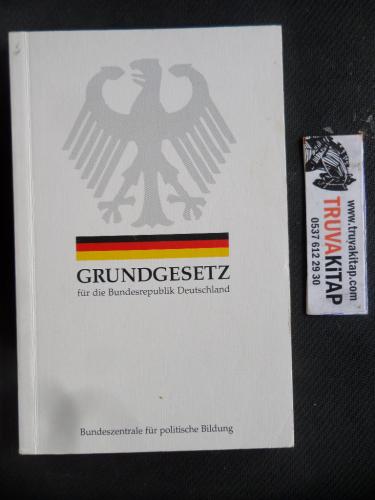 GRUNDGESETZ
für die Bundesrepublik Deutschland
Bundeszentrale für politische Bildung
www.truvakitap.com
TRUVAKiTAP
0537 612 29 30